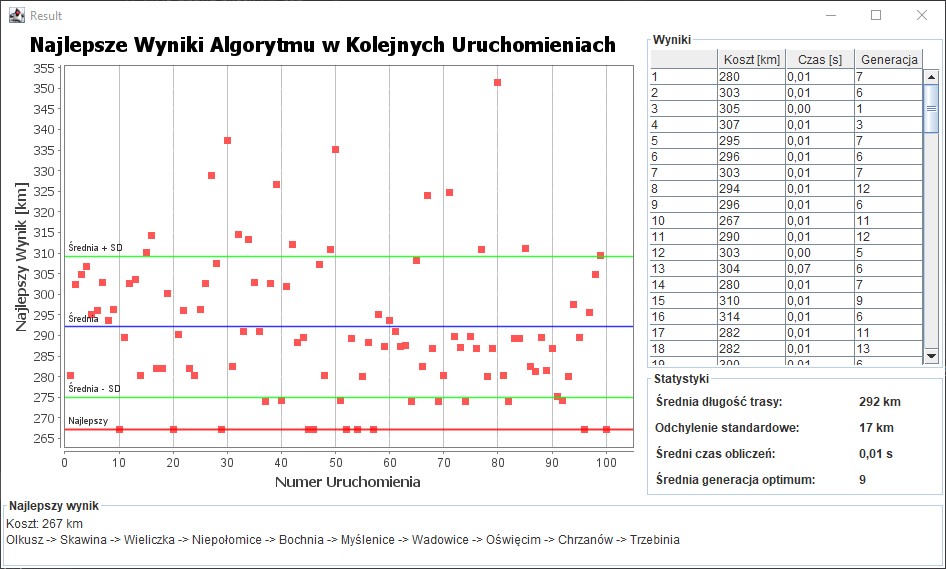 Result
Najlepsze Wyniki Algorytmu w Kolejnych Uruchomieniach
Najlepszy Wynik [km]
355
350
345
340
335
330
325
320
315
310
305
300
295
290
285
280
275
270
265
Średnia + SD
Średnia
Średnia - SD
Najlepszy
0 10 20 30 40 50 60 70 80 90 100
Numer Uruchomienia
Wyniki
Koszt [km] Czas [s] Generacja
1 280 0,01 7
2 303 0,01 6
3 305 0,00 1
4 307 0,01 3
5 295 0,01 7
6 296 0,01 6
7 303 0,01 7
8 294 0,01 12
9 296 0,01 6
10 267 0,01 11
11 290 0,01 12
12 303 0,00 5
13 304 0,07 6
14 280 0,01 7
15 310 0,01 9
16 314 0,01 6
17 282 0,01 11
18 282 0,01 13
19 300 0,01 6
Statystyki
Średnia długość trasy: 292 km
Odchylenie standardowe: 17 km
Średni czas obliczeń: 0,01 s
Średnia generacja optimum: 9
Najlepszy wynik
Koszt: 267 km
Olkusz -> Skawina -> Wieliczka -> Niepołomice -> Bochnia -> Myślenice -> Wadowice -> Oświęcim -> Chrzanów -> Trzebinia